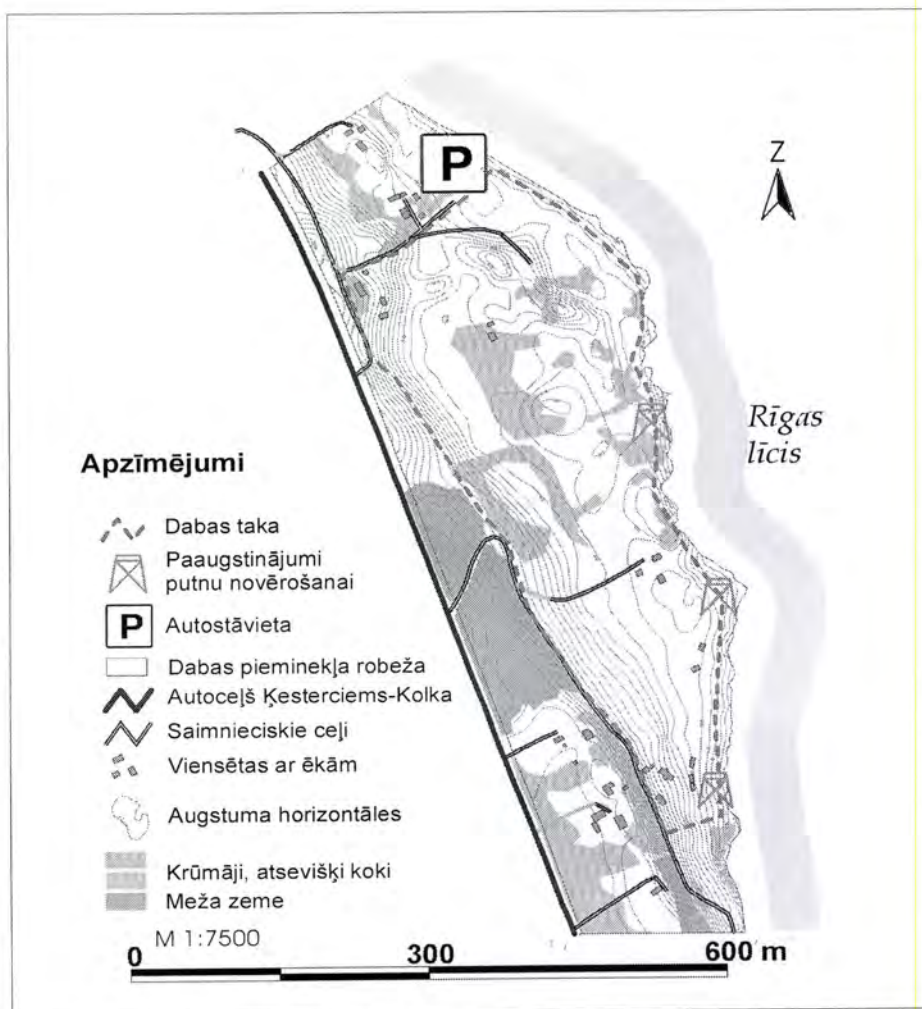 P
Z
Rīgas
līcis
Apzīmējumi
Dabas taka
Paaugstinājumi
putnu novērošanai
P
Autostāvieta
Dabas pieminekļa robeža
Autoceļš Ķesterciems-Kolka
Saimnieciskie ceļi
Viensētas ar ēkām
Augstuma horizontāles
Krūmāji, atsevišķi koki
Meža zeme
M 1:7500
0 300 600 m